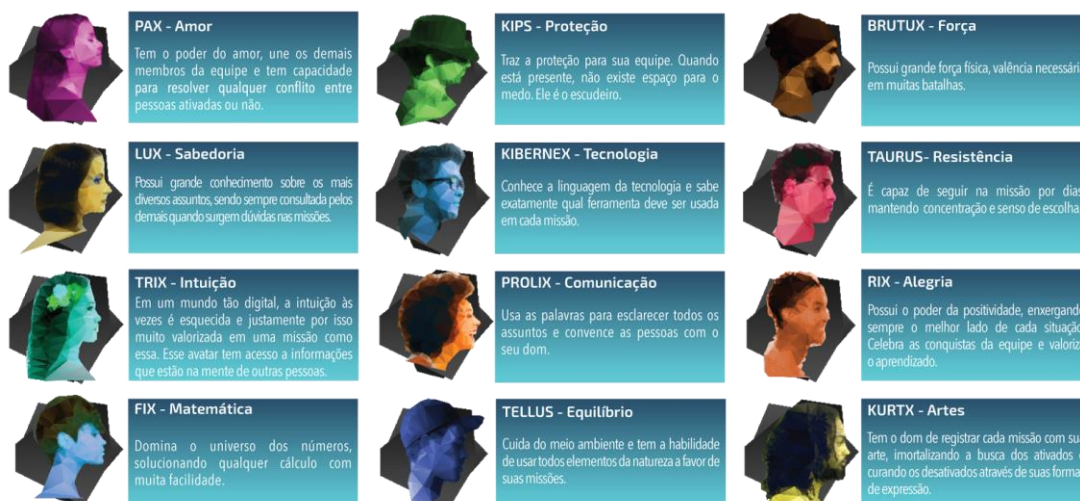 PAX - Amor
Tem o poder do amor, une os demais
membros da equipe e tem capacidade
para resolver qualquer conflito entre
pessoas ativadas ou não.
KIPS - Proteção
Traz a proteção para sua equipe. Quando
está presente, não existe espaço para o
medo. Ele é o escudeiro.
BRUTUX - Força
Possui grande força física, valência necessári
em muitas batalhas.
LUX - Sabedoria
Possui grande conhecimento sobre os mais
diversos assuntos, sendo sempre consultada pelos
demais quando surgem dúvidas nas missões.
KIBERNEX - Tecnologia
Conhece a linguagem da tecnologia e sabe
exatamente qual ferramenta deve ser usada
em cada missão.
TAURUS- Resistência
É capaz de seguir na missão por dias
mantendo concentração e senso de escolha.
TRIX - Intuição
Em um mundo tão digital, a intuição às
vezes é esquecida e justamente por isso
muito valorizada em uma missão como
essa. Esse avatar tem acesso a informações
que estão na mente de outras pessoas.
PROLIX - Comunicação
Usa as palavras para esclarecer todos os
assuntos e convence as pessoas com o
seu dom.
RIX - Alegria
Possui o poder da positividade, enxergando
sempre o melhor lado de cada situação
Celebra as conquistas da equipe e valoriz
o aprendizado.
FIX - Matemática
Domina o universo dos números,
solucionando qualquer cálculo com
muita facilidade.
TELLUS - Equilíbrio
Cuida do meio ambiente e tem a habilidade
de usar todos elementos da natureza a favor de
suas missões.
KURTX - Artes
Tem o dom de registrar cada missão com sua
arte, imortalizando a busca dos ativados
curando os desativados através de suas forma
de expressão.